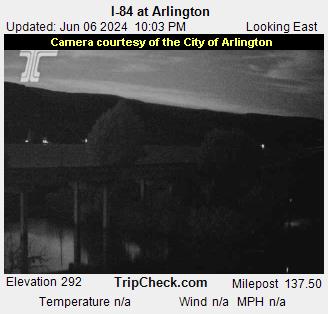 I-84 at Arlington
Updated: Jun 06 2024 10:03 PM Looking East
Camera courtesy of the City of Arlington
Elevation 292 TripCheck.com Milepost 137.50
Temperature n/a Wind n/a MPH n/a